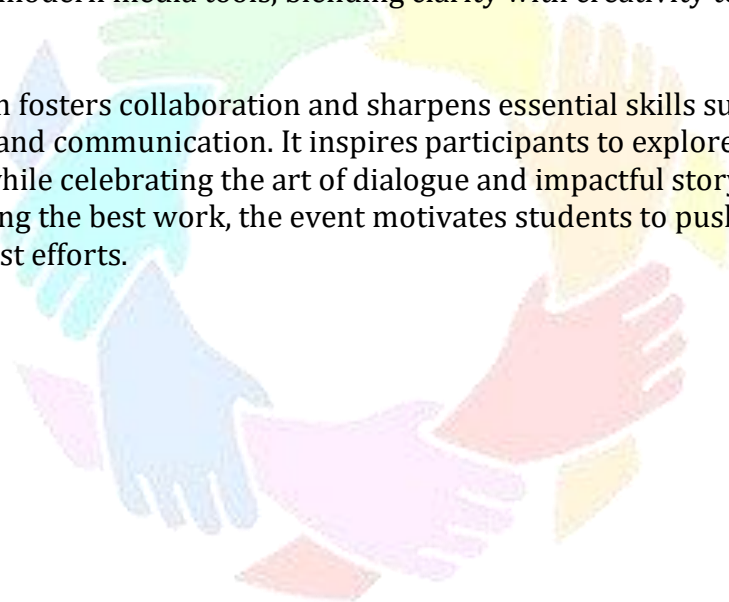 modern media tools, blending clarity with creativity to
fosters collaboration and sharpens essential skills su
and communication. It inspires participants to explore
while celebrating the art of dialogue and impactful story
ng the best work, the event motivates students to push
st efforts.